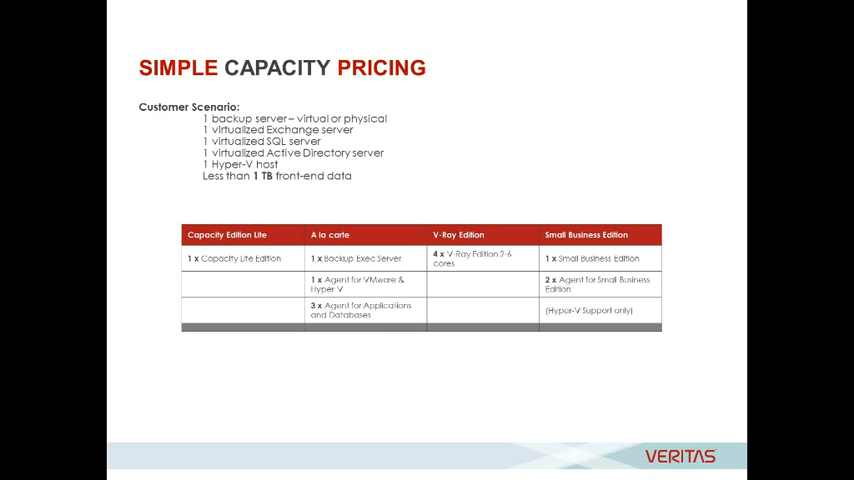 SIMPLE CAPACITY PRICING
Customer Scenario:
1 backup server – virtual or physical
1 virtualized Exchange server
1 virtualized SQL server
1 virtualized Active Directory server
1 Hyper-V host
Less than 1 TB front-end data
Capacity Edition Lite
A la carte
V-Ray Edition
Small Business Edition
1 x Capacity Lite Edition
1 x Backup Exec Server
4 x V-Ray Edition 2-6
cores
1 x Small Business Edition
1 x Agent for VMware &
Hyper-V
2 x Agent for Small Business
Edition
3 x Agent for Applications
and Databases
(Hyper-V Support only)
VERITAS